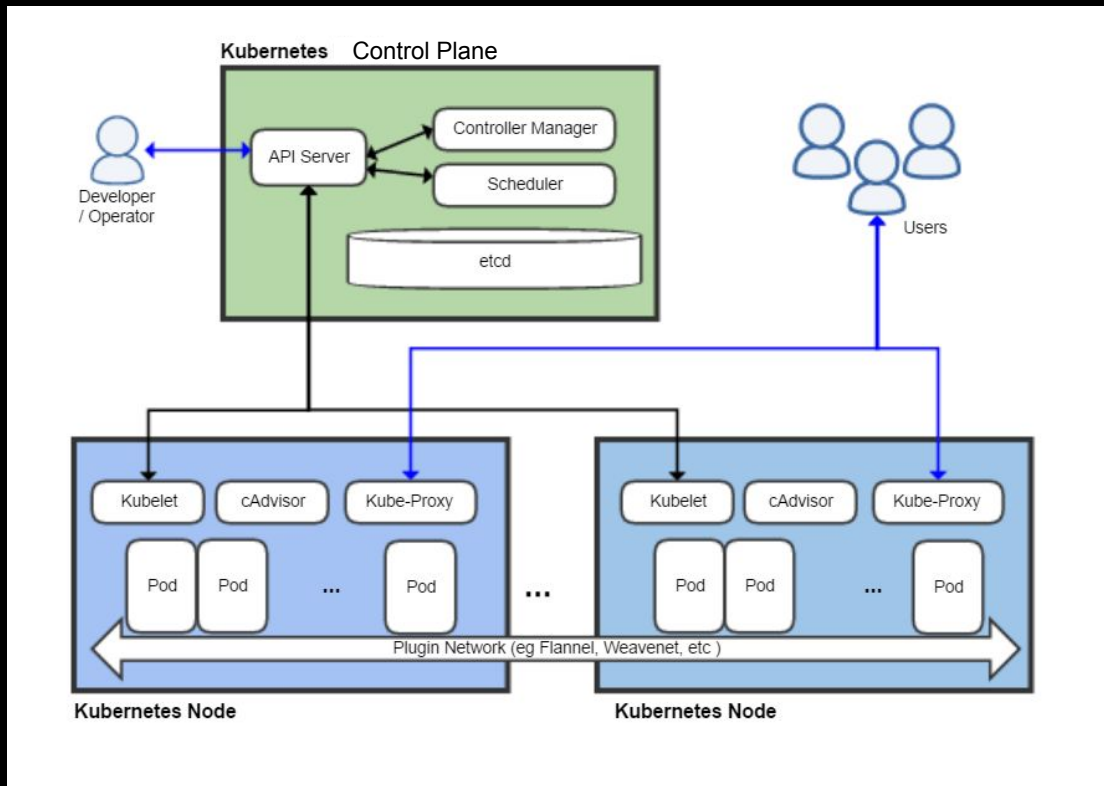 Kubernetes Control Plane
API Server
Controller Manager
Scheduler
etcd
Developer
/ Operator
Users
Kubelet
cAdvisor
Kube-Proxy
Pod
Pod
...
Pod
...
Kubelet
cAdvisor
Kube-Proxy
Pod
Pod
...
Pod
Plugin Network (eg Flannel, Weavenet, etc )
Kubernetes Node
Kubernetes Node